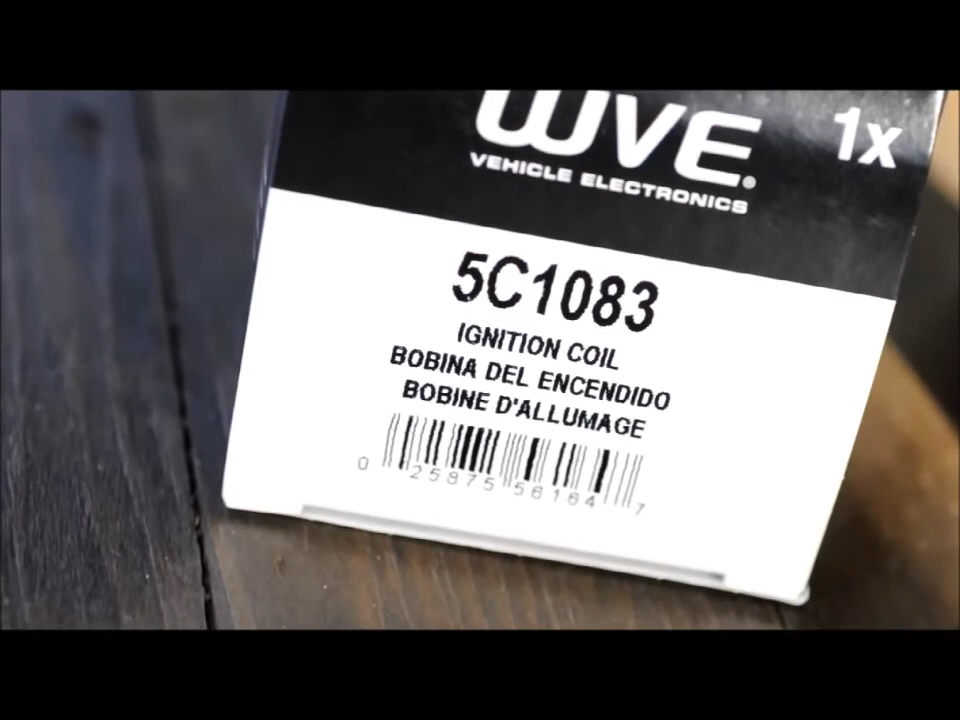 WVE®
1x
VEHICLE ELECTRONICS
5C1083
IGNITION COIL
BOBINA DEL ENCENDIDO
BOBINE D'ALLUMAGE
0 25875 56164 7